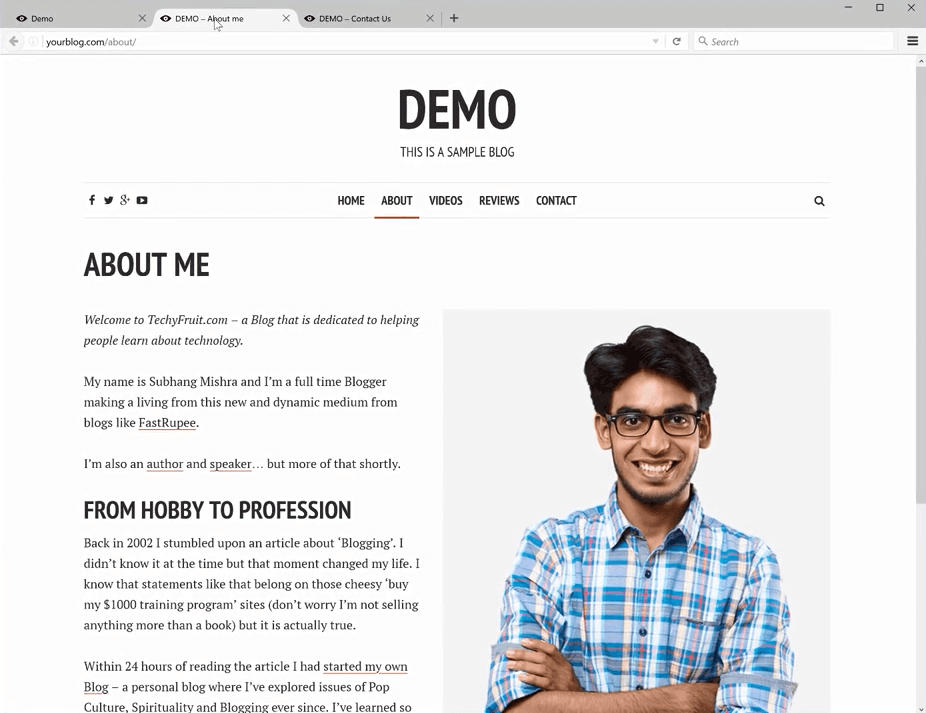 Demo
DEMO – About me
DEMO – Contact Us
yourblog.com/about/
Search
DEMO
THIS IS A SAMPLE BLOG
HOME ABOUT VIDEOS REVIEWS CONTACT
ABOUT ME
Welcome to TechyFruit.com – a Blog that is dedicated to helping
people learn about technology.
My name is Subhang Mishra and I’m a full time Blogger
making a living from this new and dynamic medium from
blogs like FastRupee.
I’m also an author and speaker… but more of that shortly.
FROM HOBBY TO PROFESSION
Back in 2002 I stumbled upon an article about ‘Blogging’. I
didn’t know it at the time but that moment changed my life. I
know that statements like that belong on those cheesy ‘buy
my $1000 training program’ sites (don’t worry I’m not selling
anything more than a book) but it is actually true.
Within 24 hours of reading the article I had started my own
Blog – a personal blog where I’ve explored issues of Pop
Culture, Spirituality and Blogging ever since. I’ve learned so